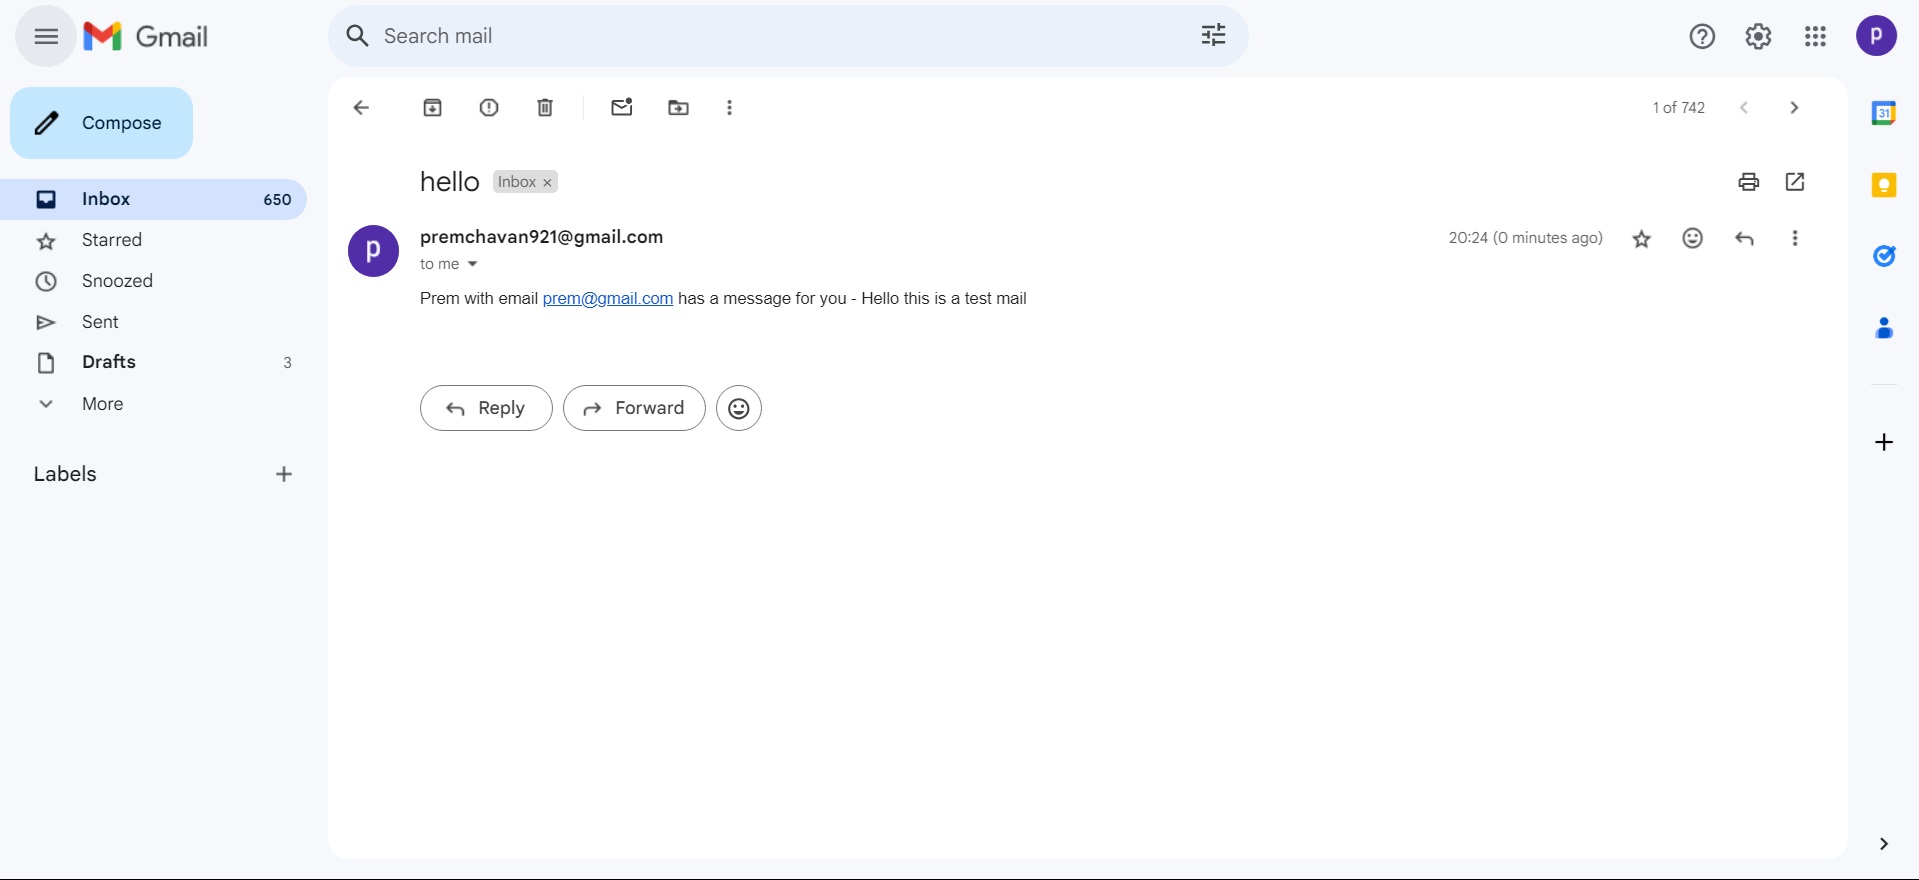 Gmail
Search mail
p
Compose
1 of 742
31
hello Inbox ×
Inbox 650
p premchavan921@gmail.com 20:24 (0 minutes ago)
Starred
to me
Snoozed
Prem with email prem@gmail.com has a message for you - Hello this is a test mail
Sent
Drafts 3
More
Reply Forward
Labels